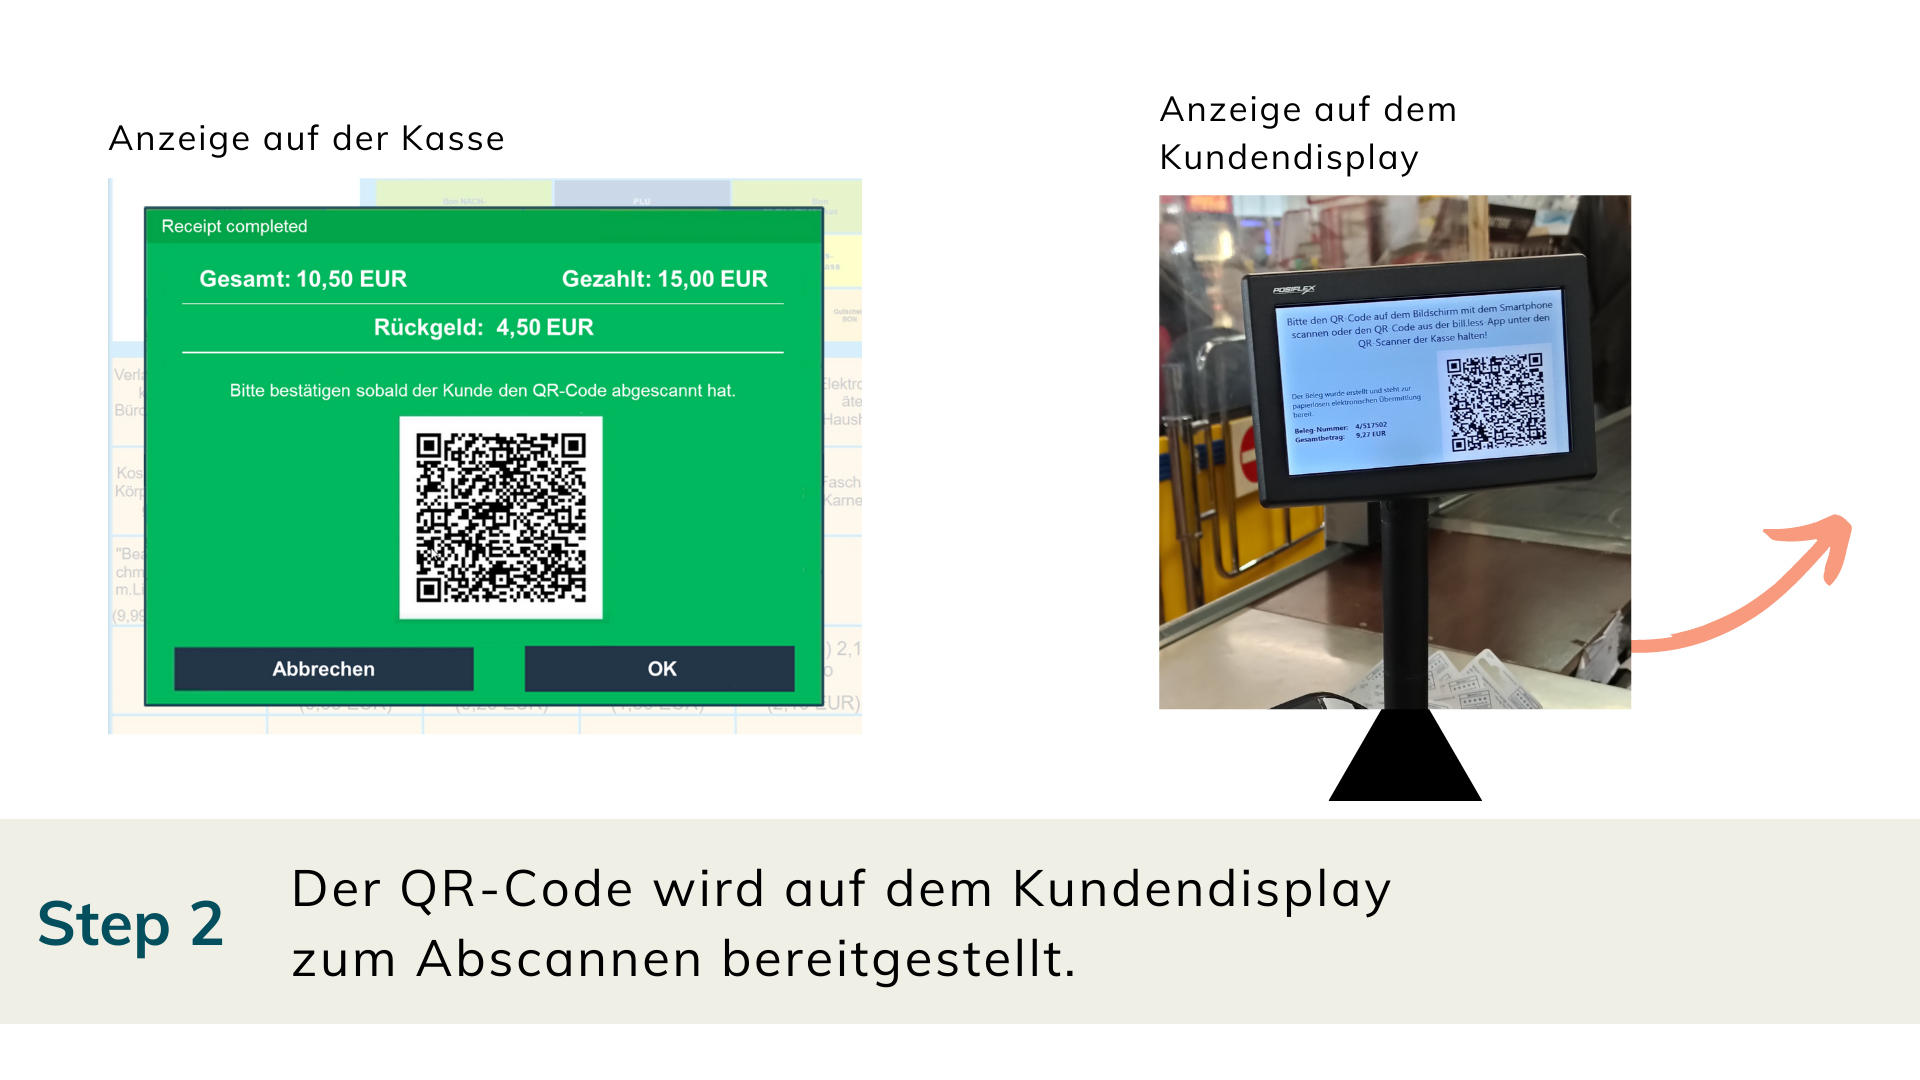 Anzeige auf der Kasse
Bon NACH-
PLU
Bon
Receipt completed
Gesamt: 10,50 EUR
Gezahlt: 15,00 EUR
Rückgeld: 4,50 EUR
Bitte bestätigen sobald der Kunde den QR-Code abgescannt hat.
Abbrechen
OK
Anzeige auf dem
Kundendisplay
POSIFLEX
Bitte den QR-Code auf dem Bildschirm mit dem Smartphone
scannen oder den QR-Code aus der bill.less-App unter den
QR-Scanner der Kasse halten!
Der Beleg wurde erstellt und steht zur
papierlosen elektronischen Übermittlung
bereit.
Beleg-Nummer: 4/517502
Gesamtbetrag: 9,27 EUR
Step 2
Der QR-Code wird auf dem Kundendisplay
zum Abscannen bereitgestellt.